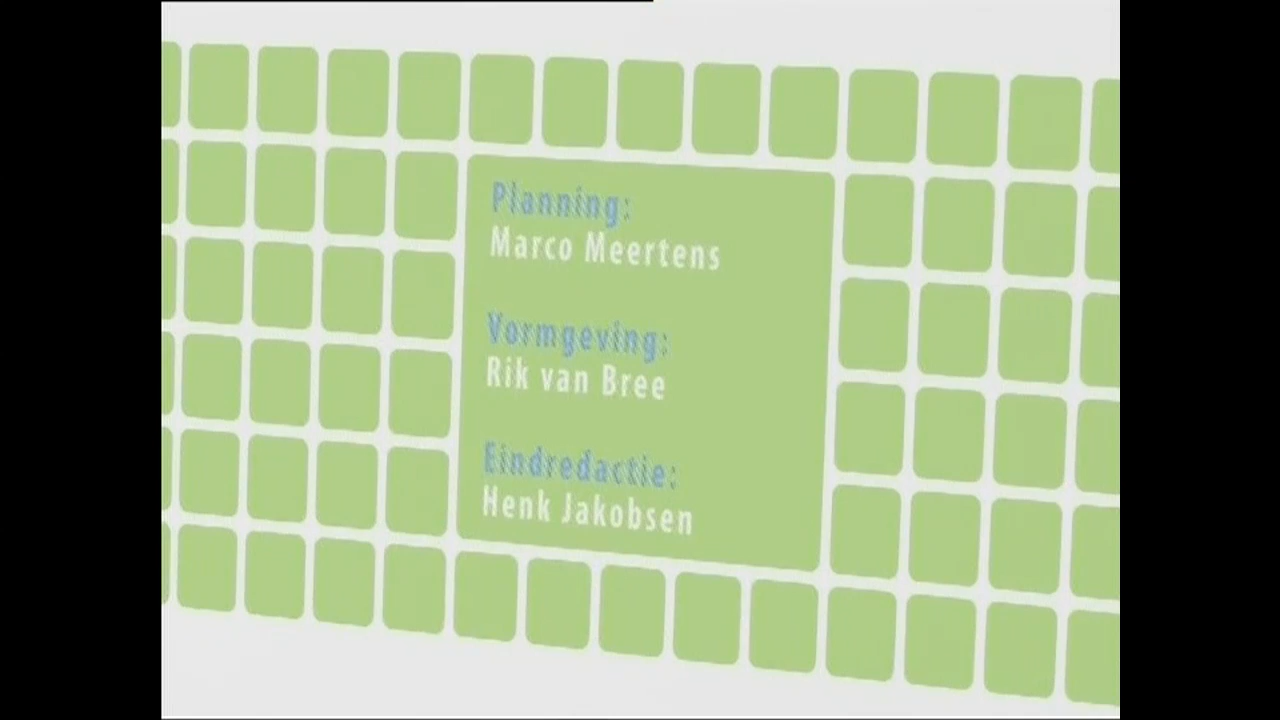 Planning:
Marco Meertens
Vormgeving:
Rik van Bree
Eindredactie:
Henk Jakobsen